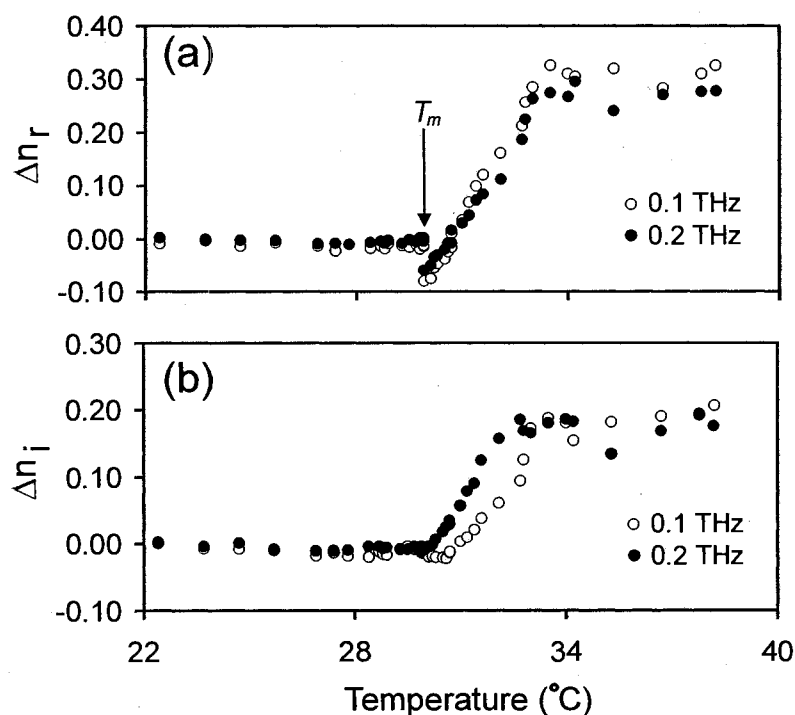 (a)
0.40
0.30
0.20
0.10
0.00
-0.10
Δn_r
T_m
0.1 THz
0.2 THz
(b)
0.30
0.20
0.10
0.00
-0.10
Δn_i
0.1 THz
0.2 THz
22 28 34 40
Temperature (°C)